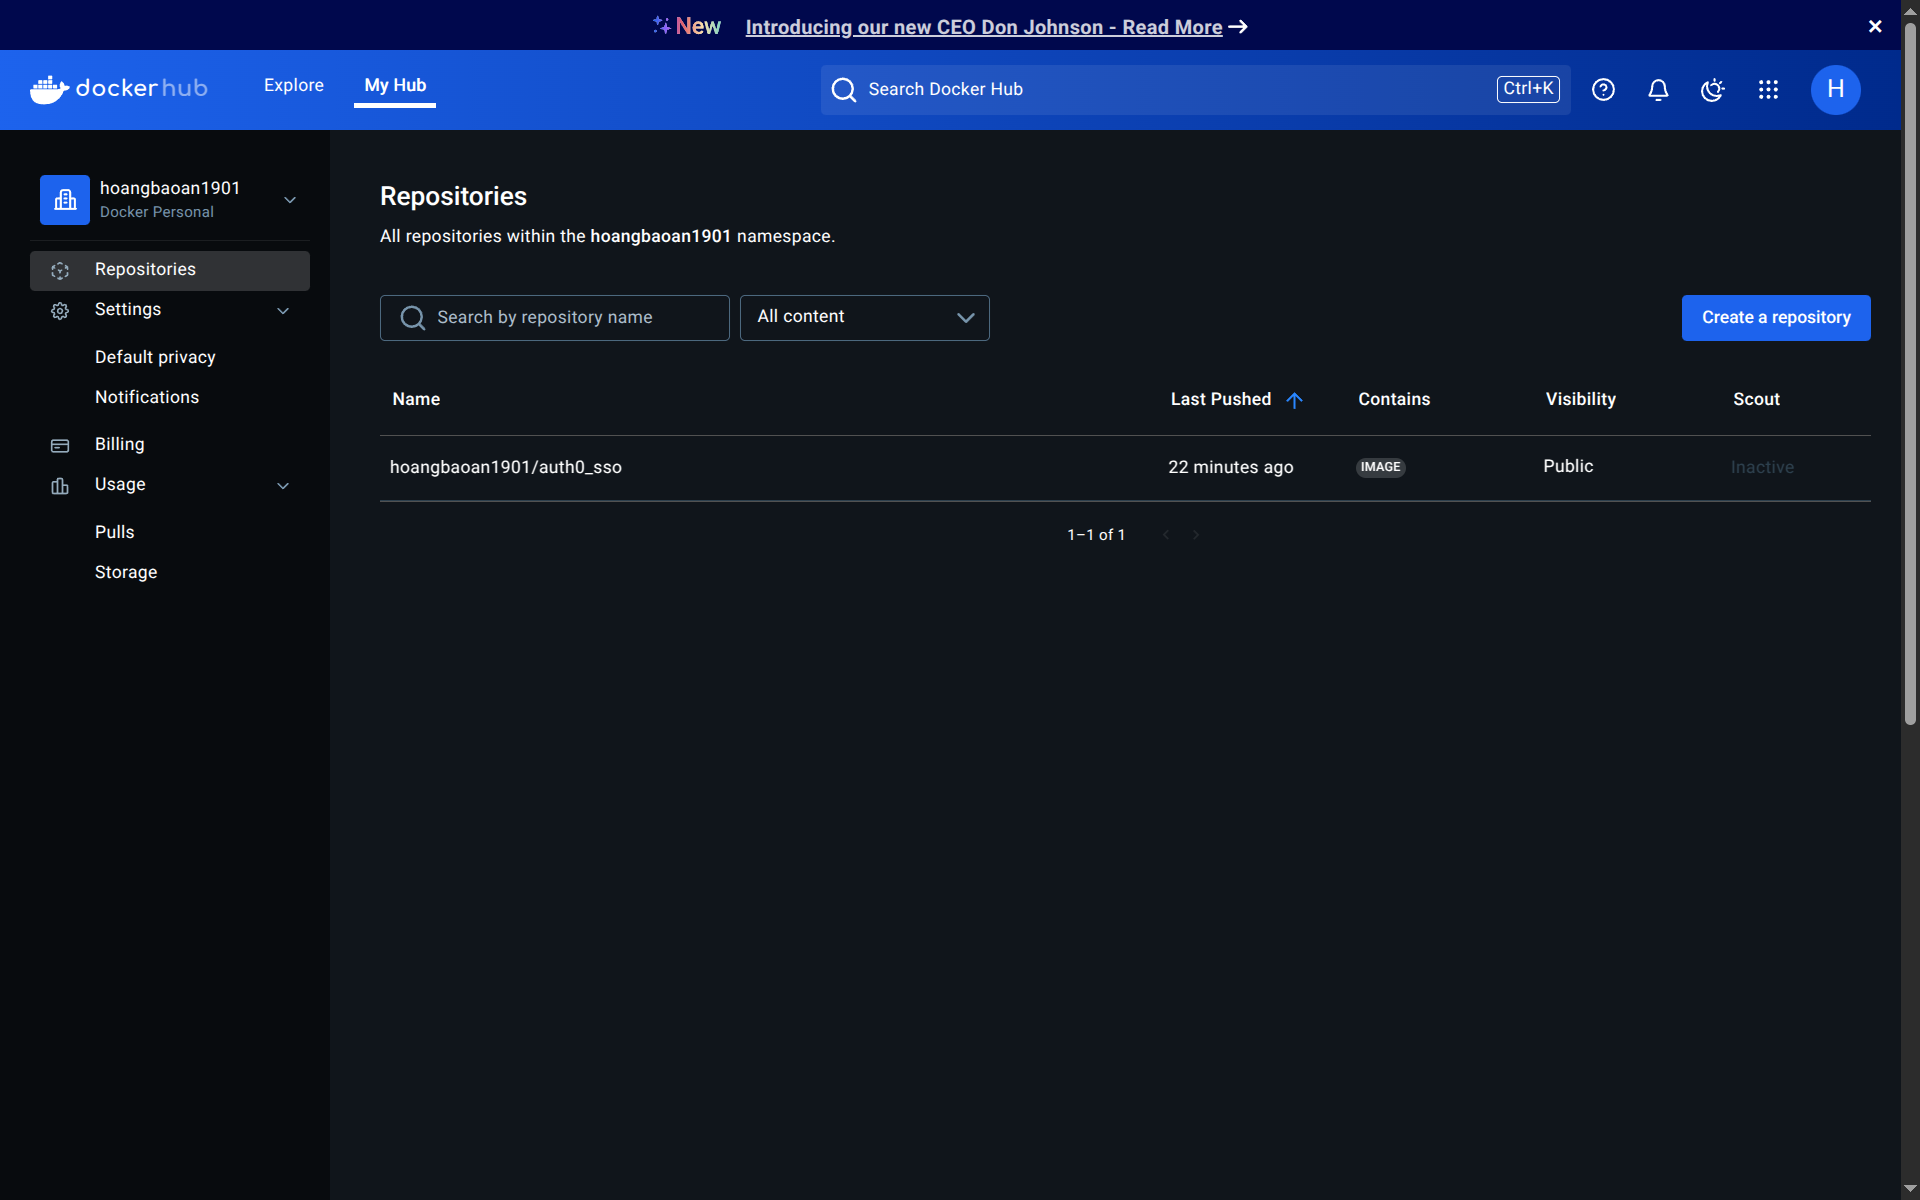 New Introducing our new CEO Don Johnson - Read More
dockerhub Explore My Hub Search Docker Hub Ctrl+K H
hoangbaoan1901
Docker Personal
Repositories
Settings
Default privacy
Notifications
Billing
Usage
Pulls
Storage
Repositories
All repositories within the hoangbaoan1901 namespace.
Search by repository name All content Create a repository
Name Last Pushed Contains Visibility Scout
hoangbaoan1901/auth0_sso 22 minutes ago IMAGE Public Inactive
1–1 of 1